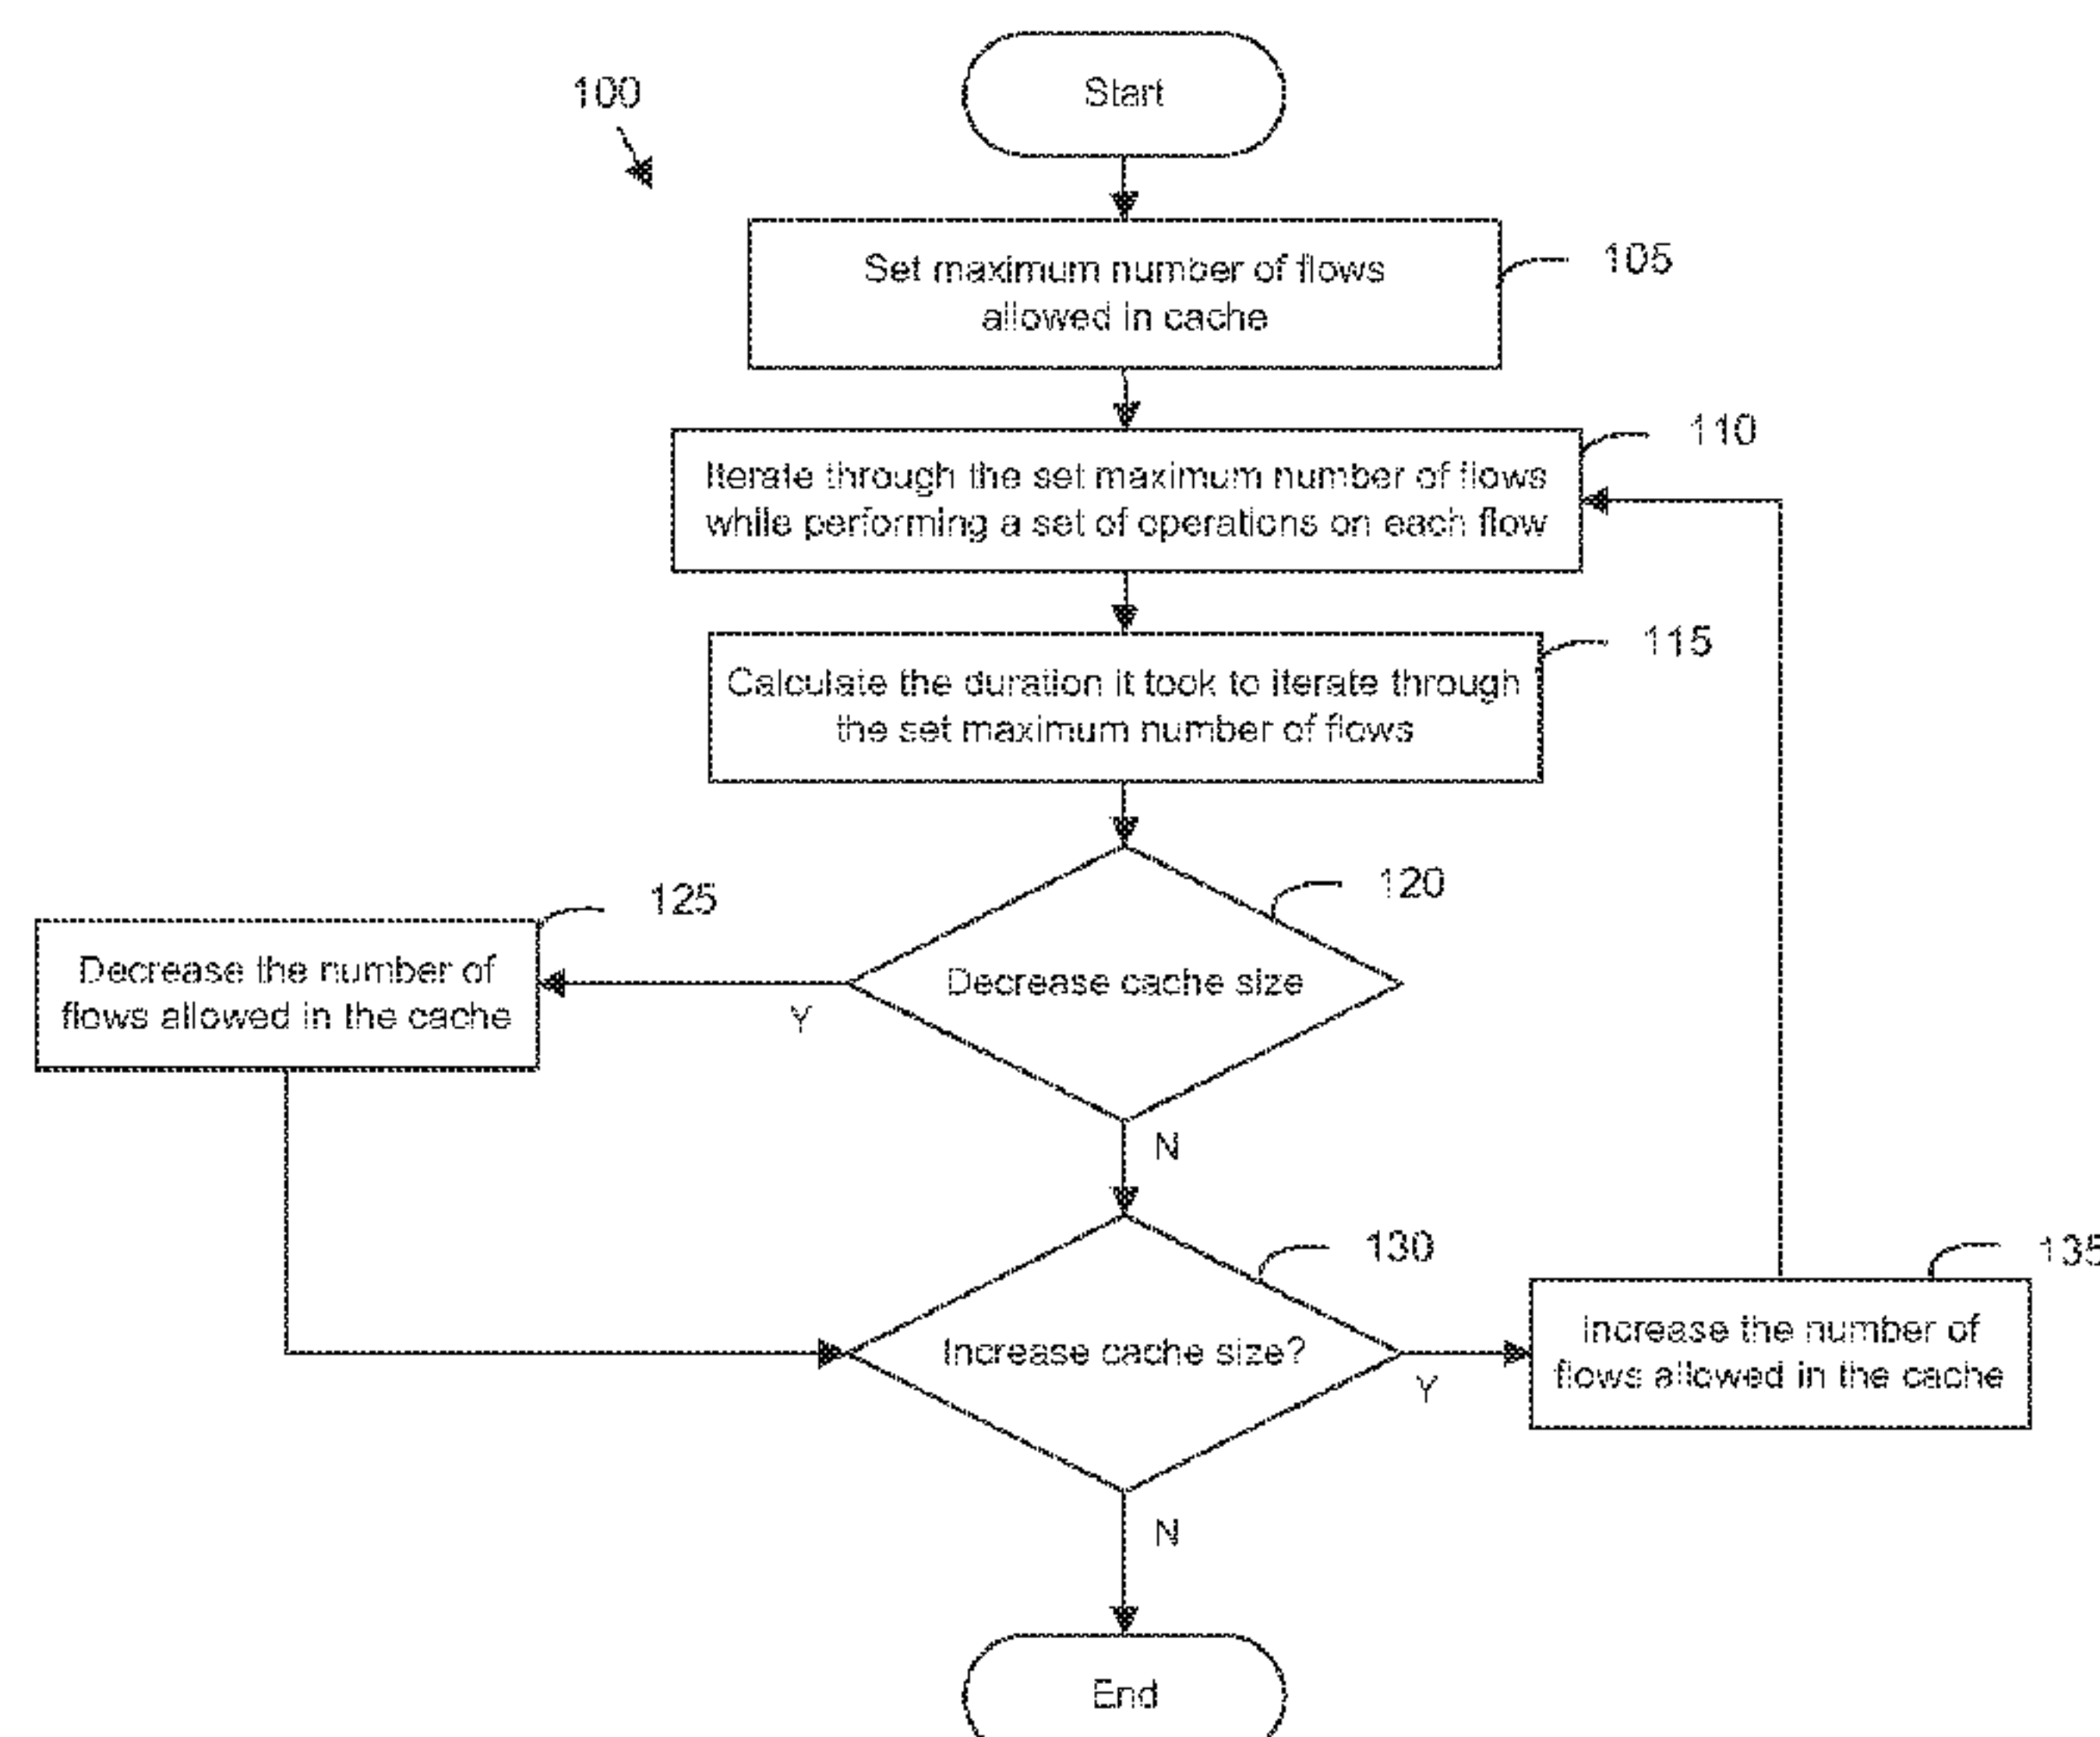 100
Start
Set maximum number of flows
allowed in cache
105
110
Iterate through the set maximum number of flows
while performing a set of operations on each flow
115
Calculate the duration it took to iterate through
the set maximum number of flows
120
125
Decrease the number of
flows allowed in the cache
Y
Decrease cache size
N
130
135
Increase cache size?
Y
Increase the number of
flows allowed in the cache
N
End